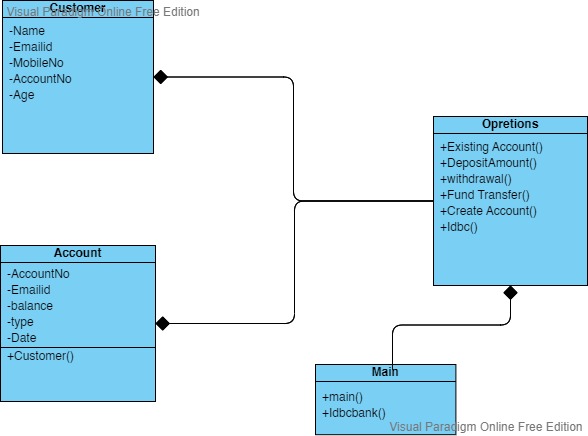 Customer
Visual Paradigm Online Free Edition
-Name
-Emailid
-MobileNo
-AccountNo
-Age
Opretions
+Existing Account()
+DepositAmount()
+withdrawal()
+Fund Transfer()
+Create Account()
+Idbc()
Account
-AccountNo
-Emailid
-balance
-type
-Date
+Customer()
Main
+main()
+Idbcbank()
Visual Paradigm Online Free Edition